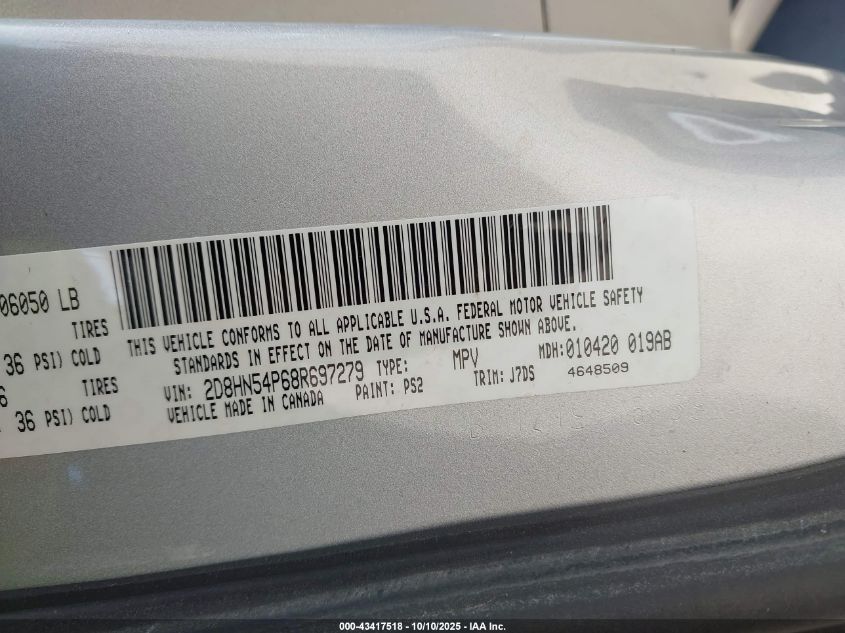 06050 LB
TIRES
36 PSI) COLD
TIRES
36 PSI) COLD
THIS VEHICLE CONFORMS TO ALL APPLICABLE U.S.A. FEDERAL MOTOR VEHICLE SAFETY
STANDARDS IN EFFECT ON THE DATE OF MANUFACTURE SHOWN ABOVE.
VIN: 2D8HN54P68R697279 TYPE: MPV MDH:010420 019AB
VEHICLE MADE IN CANADA PAINT: PS2 TRIM: J7DS 4648509
000-43417518 - 10/10/2025 - IAA Inc.